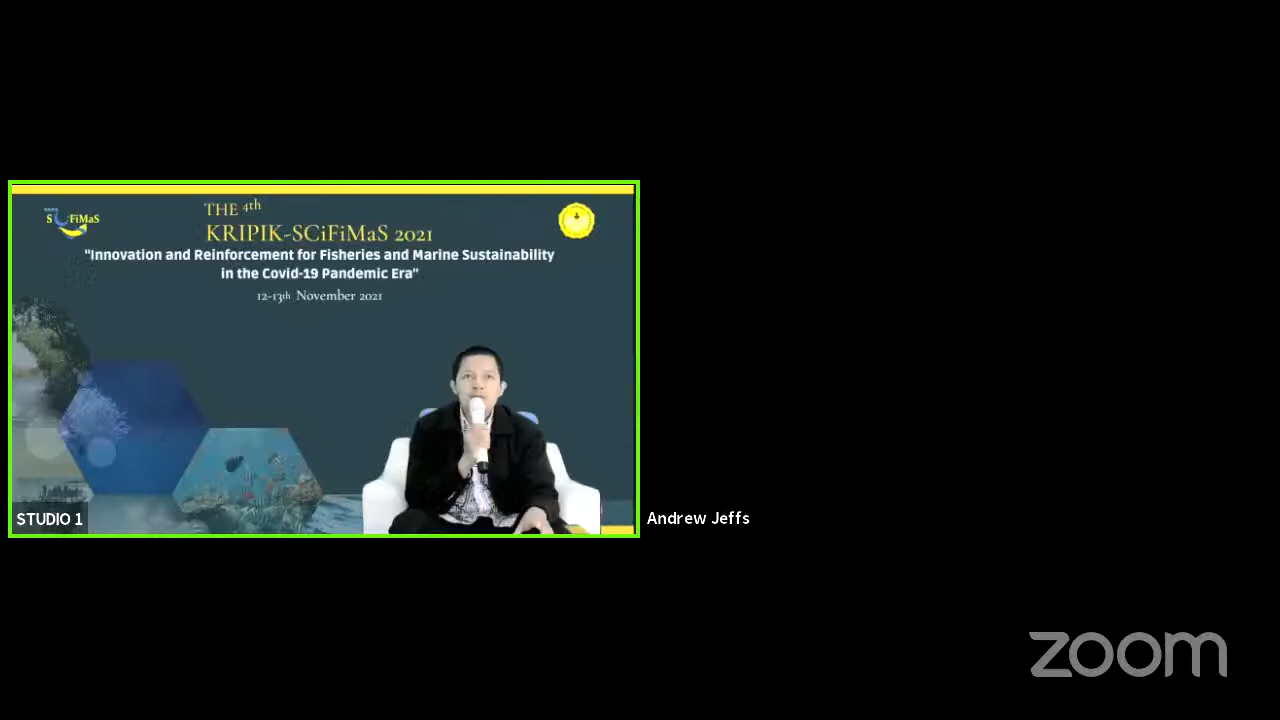 THE 4th
SCiFiMaS
KRIPIK-SCiFiMaS 2021
"Innovation and Reinforcement for Fisheries and Marine Sustainability
in the Covid-19 Pandemic Era"
12-13th November 2021
STUDIO 1
Andrew Jeffs
zoom